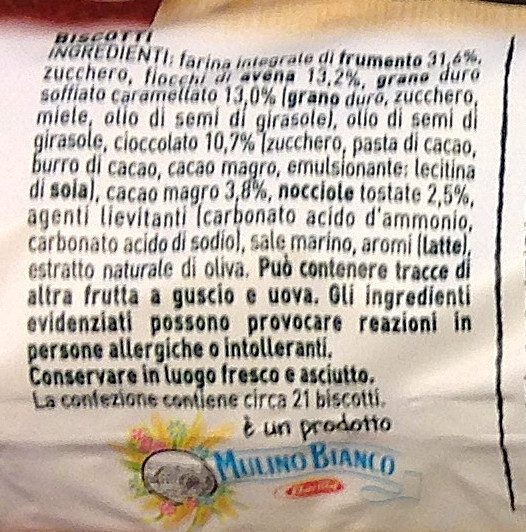 BISCOTTI
INGREDIENTI: farina integrale di frumento 31,6%,
zucchero, fiocchi di avena 13,2%, grano duro
soffiato caramellato 13,0% (grano duro, zucchero,
miele, olio di semi di girasole), olio di semi di
girasole, cioccolato 10,7% (zucchero, pasta di cacao,
burro di cacao, cacao magro, emulsionante: lecitina
di soia), cacao magro 3,8%, nocciole tostate 2,5%,
agenti lievitanti (carbonato acido d'ammonio,
carbonato acido di sodio), sale marino, aromi (latte),
estratto naturale di oliva. Può contenere tracce di
altra frutta a guscio e uova. Gli ingredienti
evidenziati possono provocare reazioni in
persone allergiche o intolleranti.
Conservare in luogo fresco e asciutto.
La confezione contiene circa 21 biscotti.
è un prodotto
MULINO BIANCO